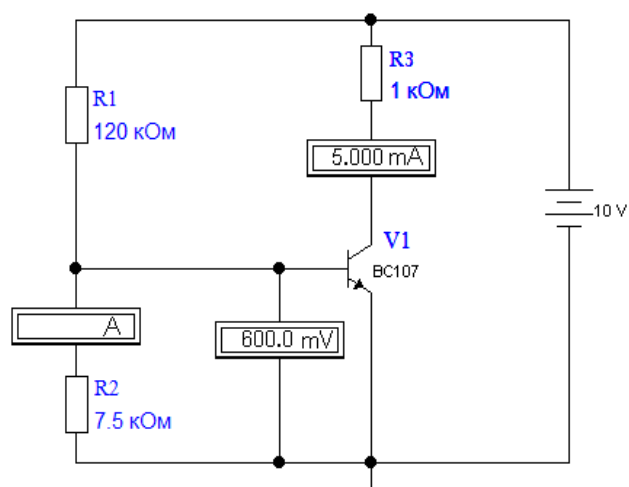 R3
1 кОм
R1
120 кОм
5.000 mA
V1
BC107
10 V
A
600.0 mV
R2
7.5 кОм